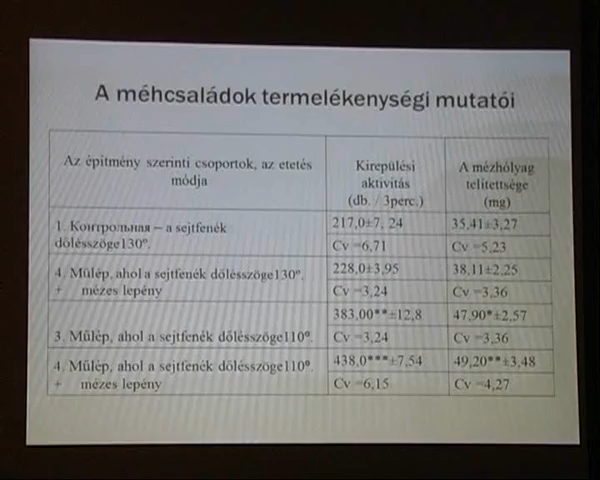 A méhcsaládok termelékenységi mutatói
Az építmény szerinti csoportok, az etetés módja
Kirepülési aktivitás (db. / 3perc.)
A mézhólyag telítettsége (mg)
1. Контрольная – a sejtfenék dőlésszöge130º.
217,0±7, 24
35,41±3,27
Cv =6,71
Cv =5,23
4. Műlép, ahol a sejtfenék dőlésszöge130º. + mézes lepény
228,0±3,95
38,11±2,25
Cv =3,24
Cv =3,36
3. Műlép, ahol a sejtfenék dőlésszöge110º.
383,00**±12,8
47,90*±2,57
Cv =3,24
Cv =3,36
4. Műlép, ahol a sejtfenék dőlésszöge110º. + mézes lepény
438,0***±7,54
49,20**±3,48
Cv =6,15
Cv =4,27